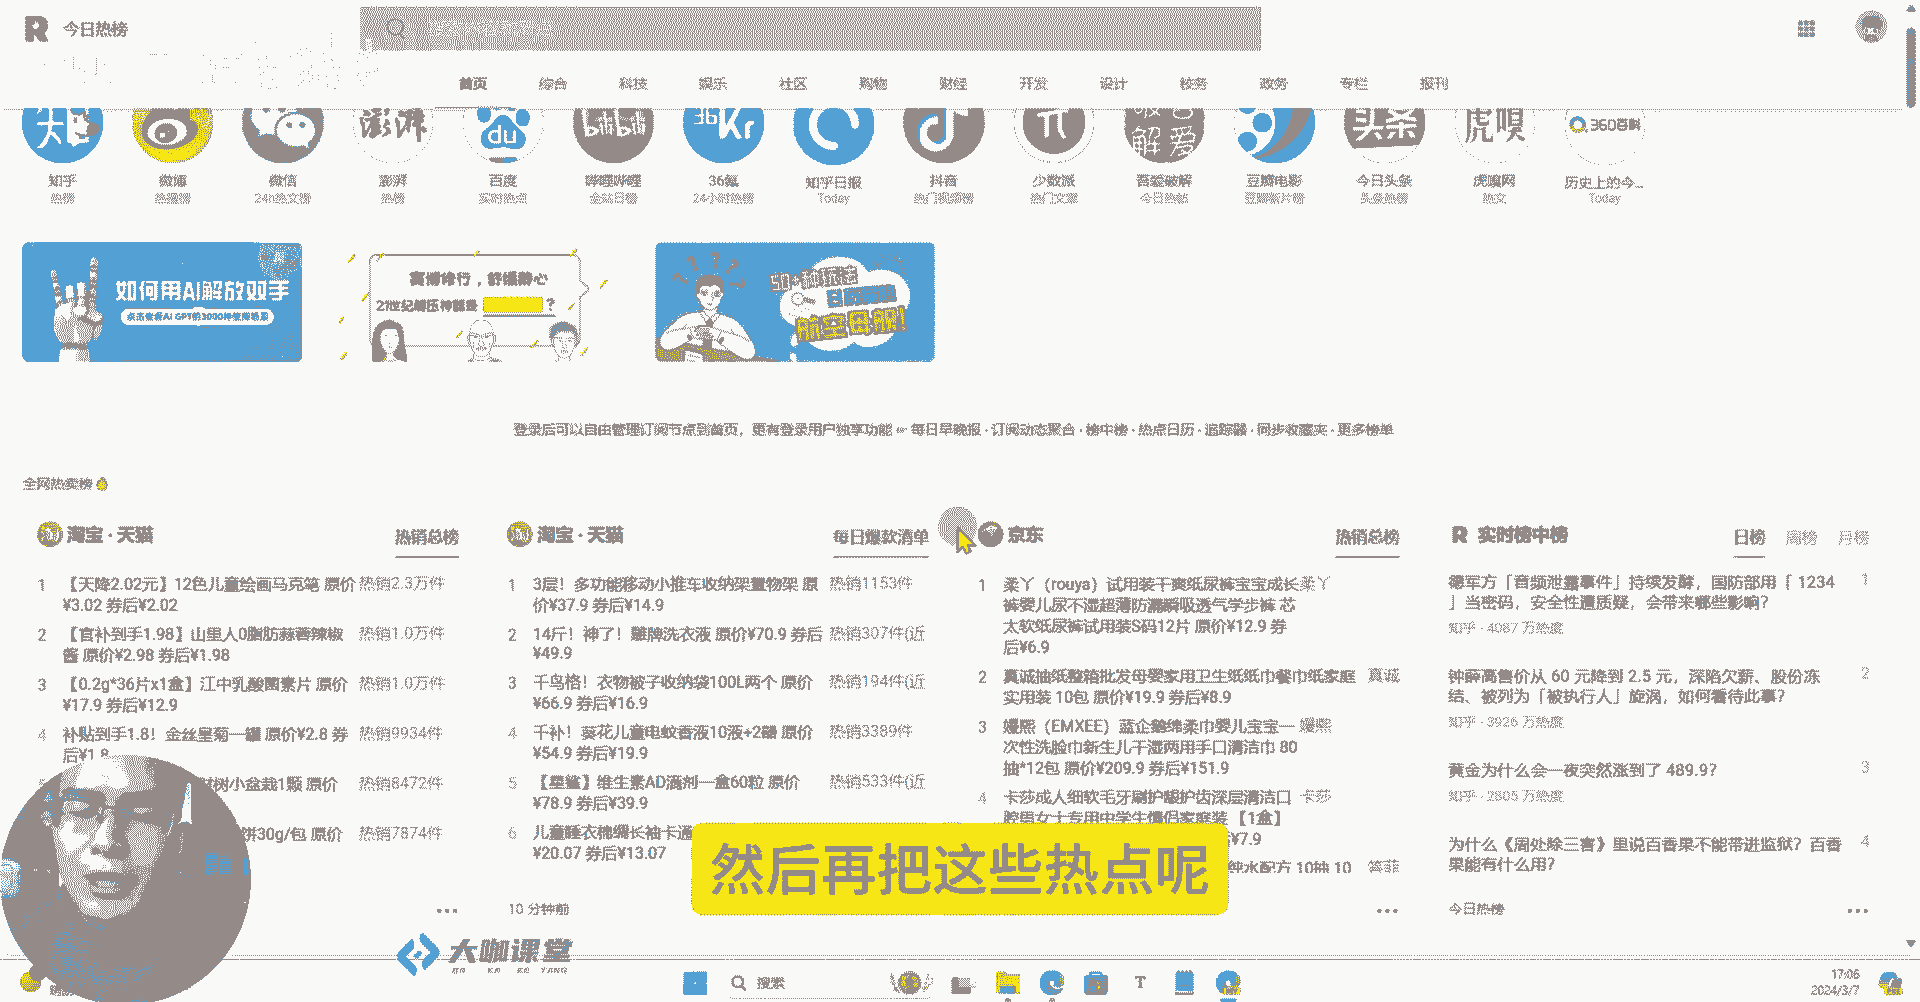 今日热榜
首页 综合 科技 娱乐 社区 购物 财经 开发 设计 校务 政务 专栏 报刊
澎湃 du bilibili 36Kr 头条 虎嗅 360百科
知乎 微博 微信 澎湃 百度 哔哩哔哩 36氪 知乎日报 抖音 少数派 吾爱破解 豆瓣电影 今日头条 虎嗅网 历史上的今...
热榜 热搜榜 24h热文榜 热榜 实时热点 全站日榜 24小时热榜 Today 热门视频榜 热门文章 今日热帖 头条热榜 热文 Today
如何用AI解放双手
赛博修行，舒缓静心
?
航空母舰!
登录后可以自由管理订阅节点到首页，更有登录用户独享功能 - 每日早晚报 · 订阅动态聚合 · 榜中榜 · 热点日历 · 追踪器 · 同步收藏夹 · 更多榜单
全网热卖榜
淘宝 · 天猫 热销总榜
1 【天降2.02元】12色儿童绘画马克笔 原价 热销2.3万件
¥3.02 券后¥2.02
2 【官补到手1.98】山里人0脂肪蒜蓉辣椒 热销1.0万件
酱 原价¥2.98 券后¥1.98
3 【0.2g*36片x1盒】江中乳酸菌素片 原价 热销1.0万件
¥17.9 券后¥12.9
4 补贴到手1.8！金丝皇菊一罐 原价¥2.8 券 热销9934件
后¥1.8
树小盆栽1颗 原价 热销8472件
饼30g/包 原价 热销7874件
淘宝 · 天猫 每日爆款清单
1 3层！多功能移动小推车收纳架置物架 原 热销1153件
价¥37.9 券后¥14.9
2 14斤！神了！雕牌洗衣液 原价¥70.9 券后 热销307件(近
¥49.9
3 千鸟格！衣物被子收纳袋100L两个 原价 热销194件(近
¥66.9 券后¥16.9
4 千补！葵花儿童电蚊香液10液+2器 原价 热销3389件
¥54.9 券后¥19.9
5 【星鲨】维生素AD滴剂一盒60粒 原价 热销533件(近
¥78.9 券后¥39.9
6 儿童睡衣棉绸长袖卡通
¥20.07 券后¥13.07
10 分钟前
京东 热销总榜
1 柔丫（rouya）试用装干爽纸尿裤宝宝成长 柔丫
裤婴儿尿不湿超薄防漏瞬吸透气学步裤 芯
太软纸尿裤试用装S码12片 原价¥12.9 券
后¥6.9
2 真诚抽纸整箱批发母婴家用卫生纸纸巾餐巾纸家庭 真诚
实用装 10包 原价¥19.9 券后¥8.9
3 嫚熙（EMXEE）蓝企鹅绵柔巾婴儿宝宝一 嫚熙
次性洗脸巾新生儿干湿两用手口清洁巾 80
抽*12包 原价¥209.9 券后¥151.9
4 卡莎成人细软毛牙刷护龈护齿深层清洁口 卡莎
腔男女士专用中学生情侣家庭装 【1盒】
¥7.9
纯水配方 10抽 10
实时榜中榜 日榜 周榜 月榜
德军方「音频泄露事件」持续发酵，国防部用「 1234 1
」当密码，安全性遭质疑，会带来哪些影响？
知乎 · 4087 万热度
钟薛高售价从 60 元降到 2.5 元，深陷欠薪、股份冻 2
结、被列为「被执行人」旋涡，如何看待此事？
知乎 · 3926 万热度
黄金为什么会一夜突然涨到了 489.9？ 3
知乎 · 2805 万热度
为什么《周处除三害》里说百香果不能带进监狱？百香 4
果能有什么用？
今日热榜
然后再把这些热点呢
大咖课堂
DA KA KE TANG
搜索
17:06
2024/3/7